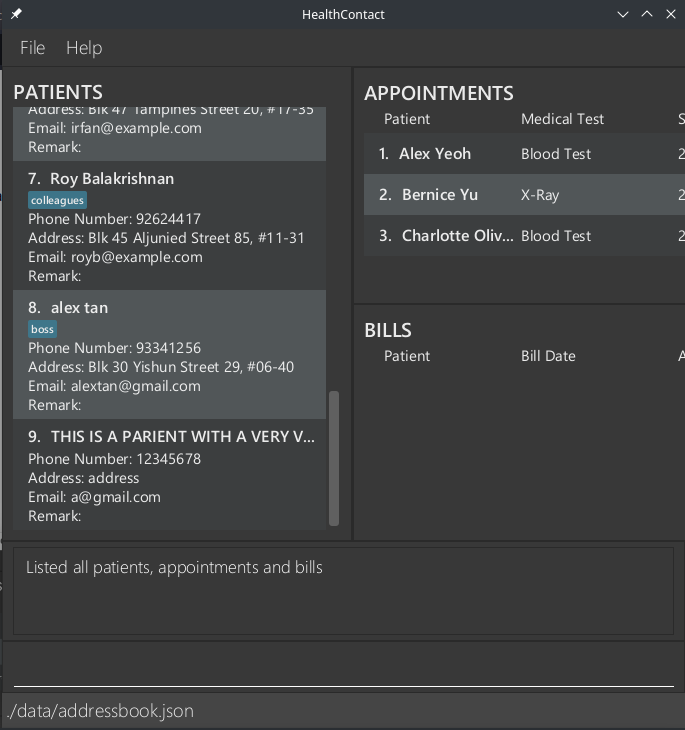 HealthContact
File Help
PATIENTS
Address: Blk 47 Tampines Street 20, #17-35
Email: irfan@example.com
Remark:
7. Roy Balakrishnan
colleagues
Phone Number: 92624417
Address: Blk 45 Aljunied Street 85, #11-31
Email: royb@example.com
Remark:
8. alex tan
boss
Phone Number: 93341256
Address: Blk 30 Yishun Street 29, #06-40
Email: alextan@gmail.com
Remark:
9. THIS IS A PARIENT WITH A VERY V...
Phone Number: 12345678
Address: address
Email: a@gmail.com
Remark:
APPOINTMENTS
Patient Medical Test S
1. Alex Yeoh Blood Test 2
2. Bernice Yu X-Ray 2
3. Charlotte Oliv... Blood Test 2
BILLS
Patient Bill Date A
Listed all patients, appointments and bills
./data/addressbook.json